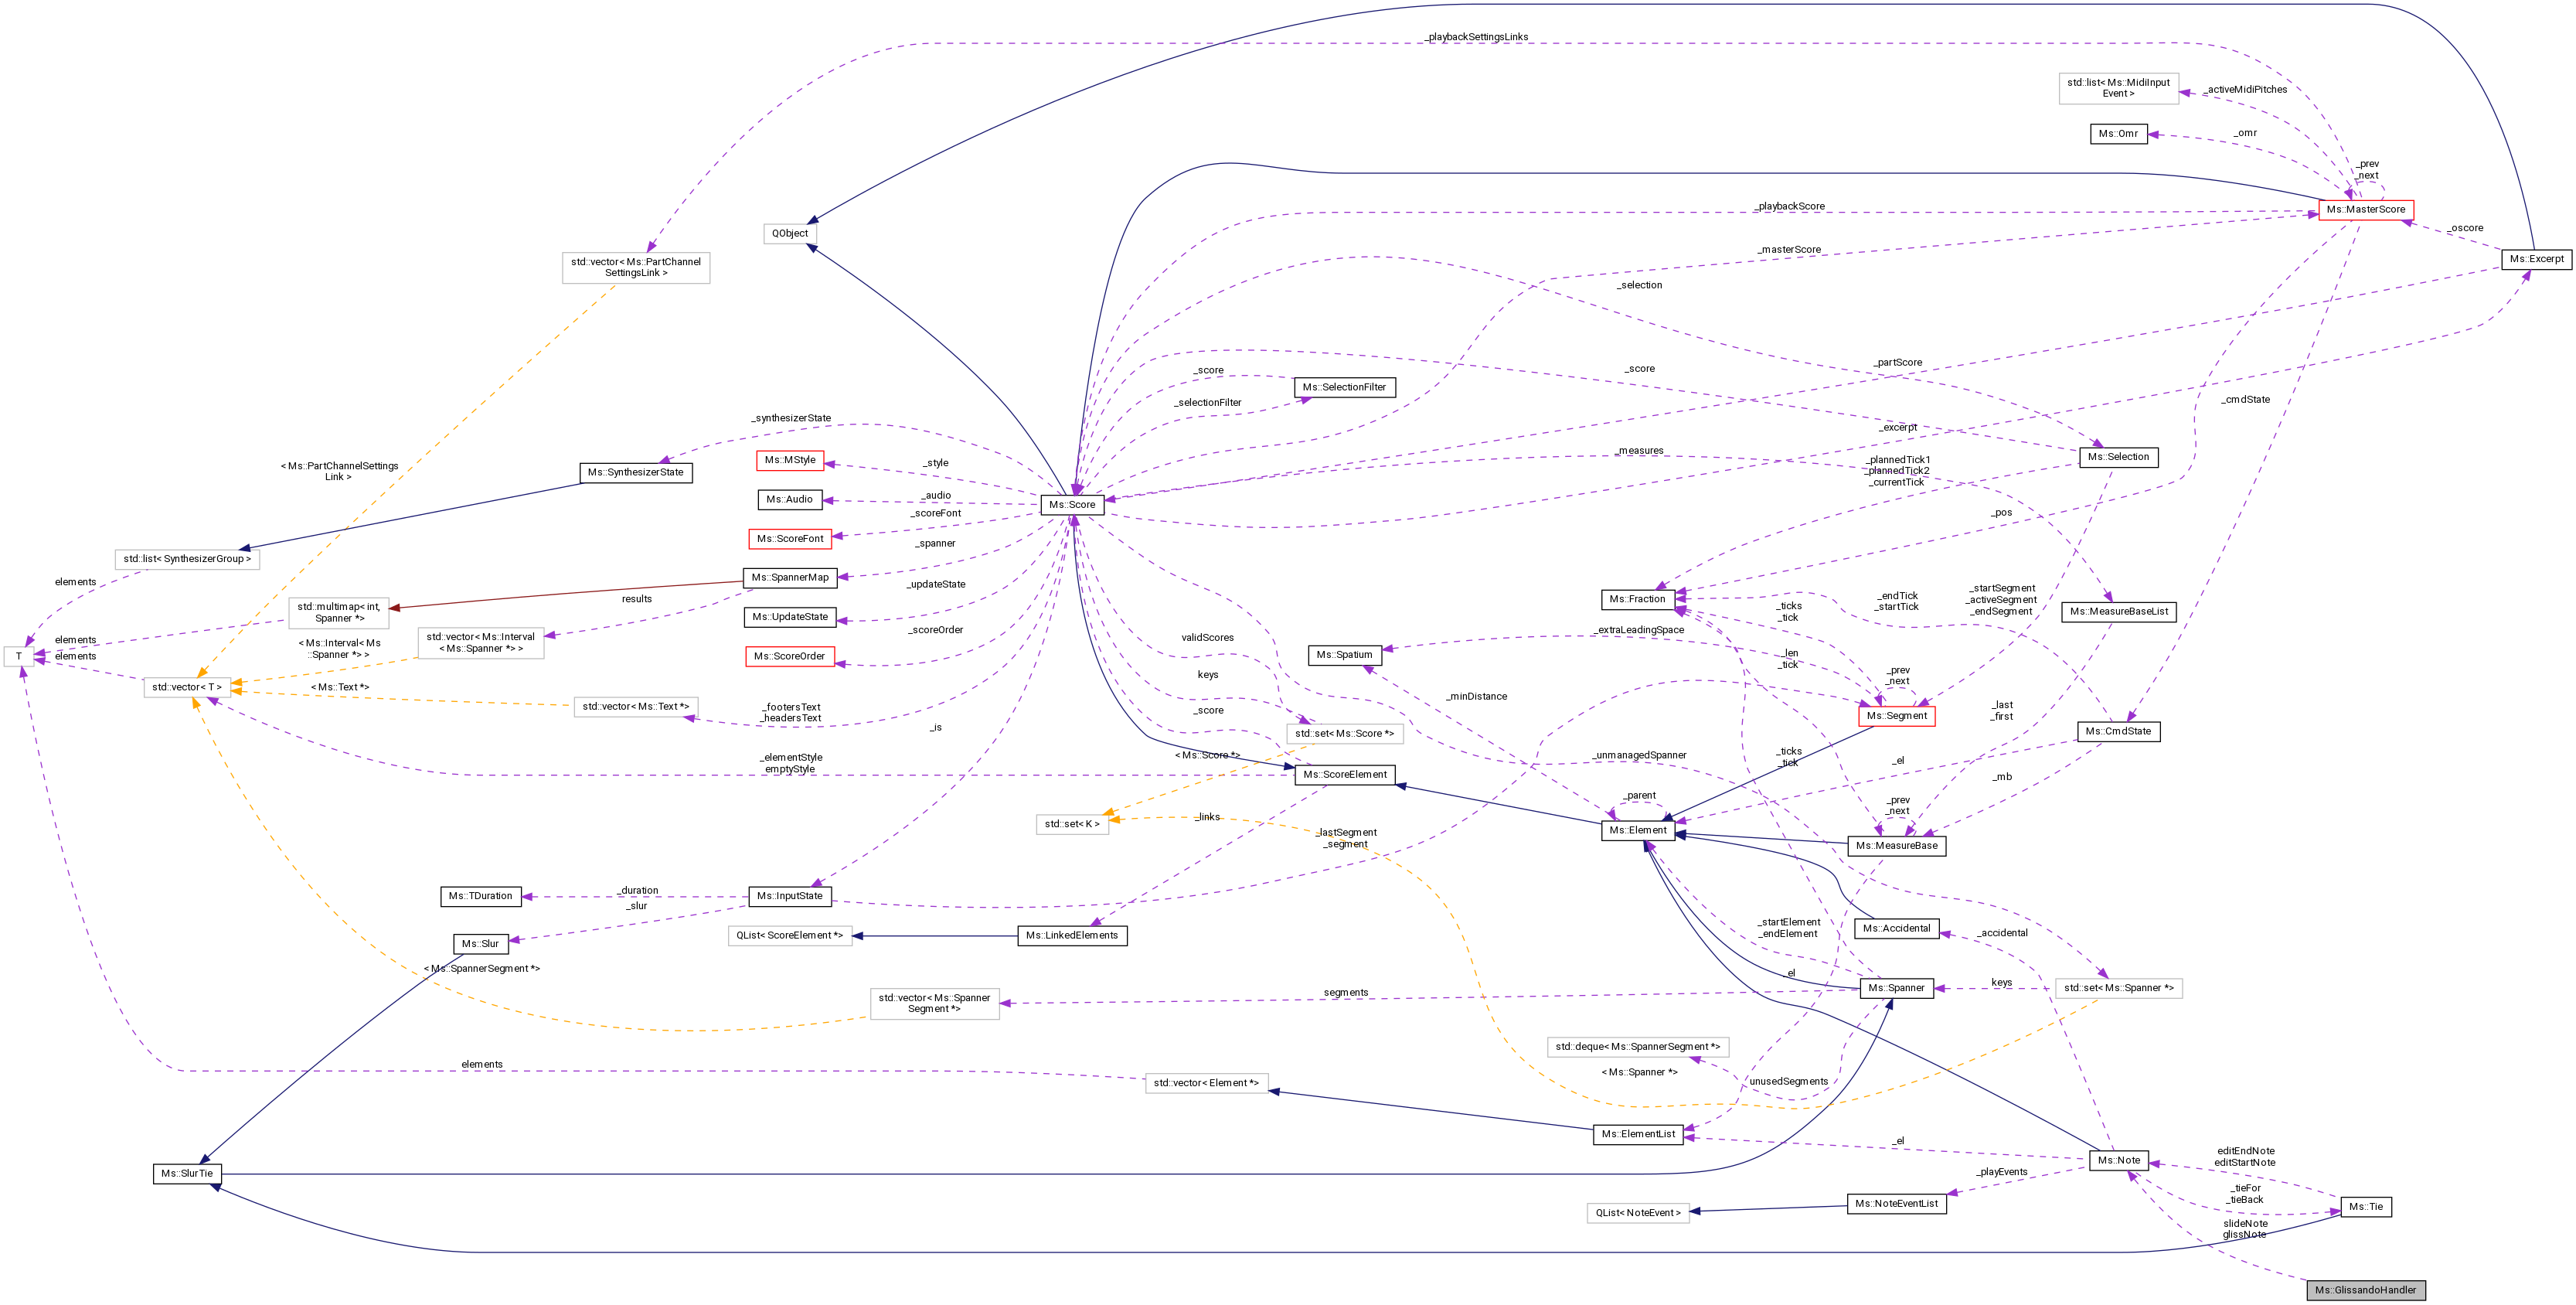 _playbackSettingsLinks
std::list< Ms::MidiInput
Event >
_activeMidiPitches
Ms::Omr
_omr
_prev
_next
Ms::MasterScore
_playbackScore
_oscore
QObject
_masterScore
Ms::Excerpt
std::vector< Ms::PartChannel
SettingsLink >
_selection
_partScore
_score
_score
Ms::SelectionFilter
_selectionFilter
_cmdState
_synthesizerState
_excerpt
_measures
_plannedTick1
_plannedTick2
_currentTick
Ms::Selection
Ms::MStyle
_style
< Ms::PartChannelSettings
Link >
Ms::SynthesizerState
Ms::Audio
_audio
Ms::Score
_scoreFont
_pos
Ms::ScoreFont
_spanner
std::list< SynthesizerGroup >
elements
Ms::SpannerMap
_updateState
_endTick
_startTick
_startSegment
_activeSegment
_endSegment
results
Ms::Fraction
_ticks
_tick
std::multimap< int,
Spanner *>
Ms::UpdateState
Ms::MeasureBaseList
_scoreOrder
_extraLeadingSpace
validScores
elements
< Ms::Interval< Ms
::Spanner *> >
std::vector< Ms::Interval
< Ms::Spanner *> >
T
elements
Ms::ScoreOrder
Ms::Spatium
_len
_tick
_prev
_next
keys
std::vector< T >
< Ms::Text *>
std::vector< Ms::Text *>
_footersText
_headersText
_score
_minDistance
_last
_first
Ms::Segment
_is
std::set< Ms::Score *>
Ms::CmdState
_elementStyle
emptyStyle
< Ms::Score *>
_unmanagedSpanner
_ticks
_tick
_el
Ms::ScoreElement
_mb
_parent
_prev
_next
std::set< K >
_links
_lastSegment
_segment
Ms::Element
Ms::MeasureBase
Ms::TDuration
_duration
Ms::InputState
_slur
_startElement
_endElement
Ms::Accidental
_accidental
Ms::Slur
QList< ScoreElement *>
Ms::LinkedElements
< Ms::SpannerSegment *>
_el
Ms::Spanner
keys
std::set< Ms::Spanner *>
std::vector< Ms::Spanner
Segment *>
segments
std::deque< Ms::SpannerSegment *>
elements
std::vector< Element *>
< Ms::Spanner *>
unusedSegments
Ms::ElementList
_el
Ms::SlurTie
Ms::Note
editEndNote
editStartNote
_playEvents
_tieFor
_tieBack
QList< NoteEvent >
Ms::NoteEventList
Ms::Tie
slideNote
glissNote
Ms::GlissandoHandler